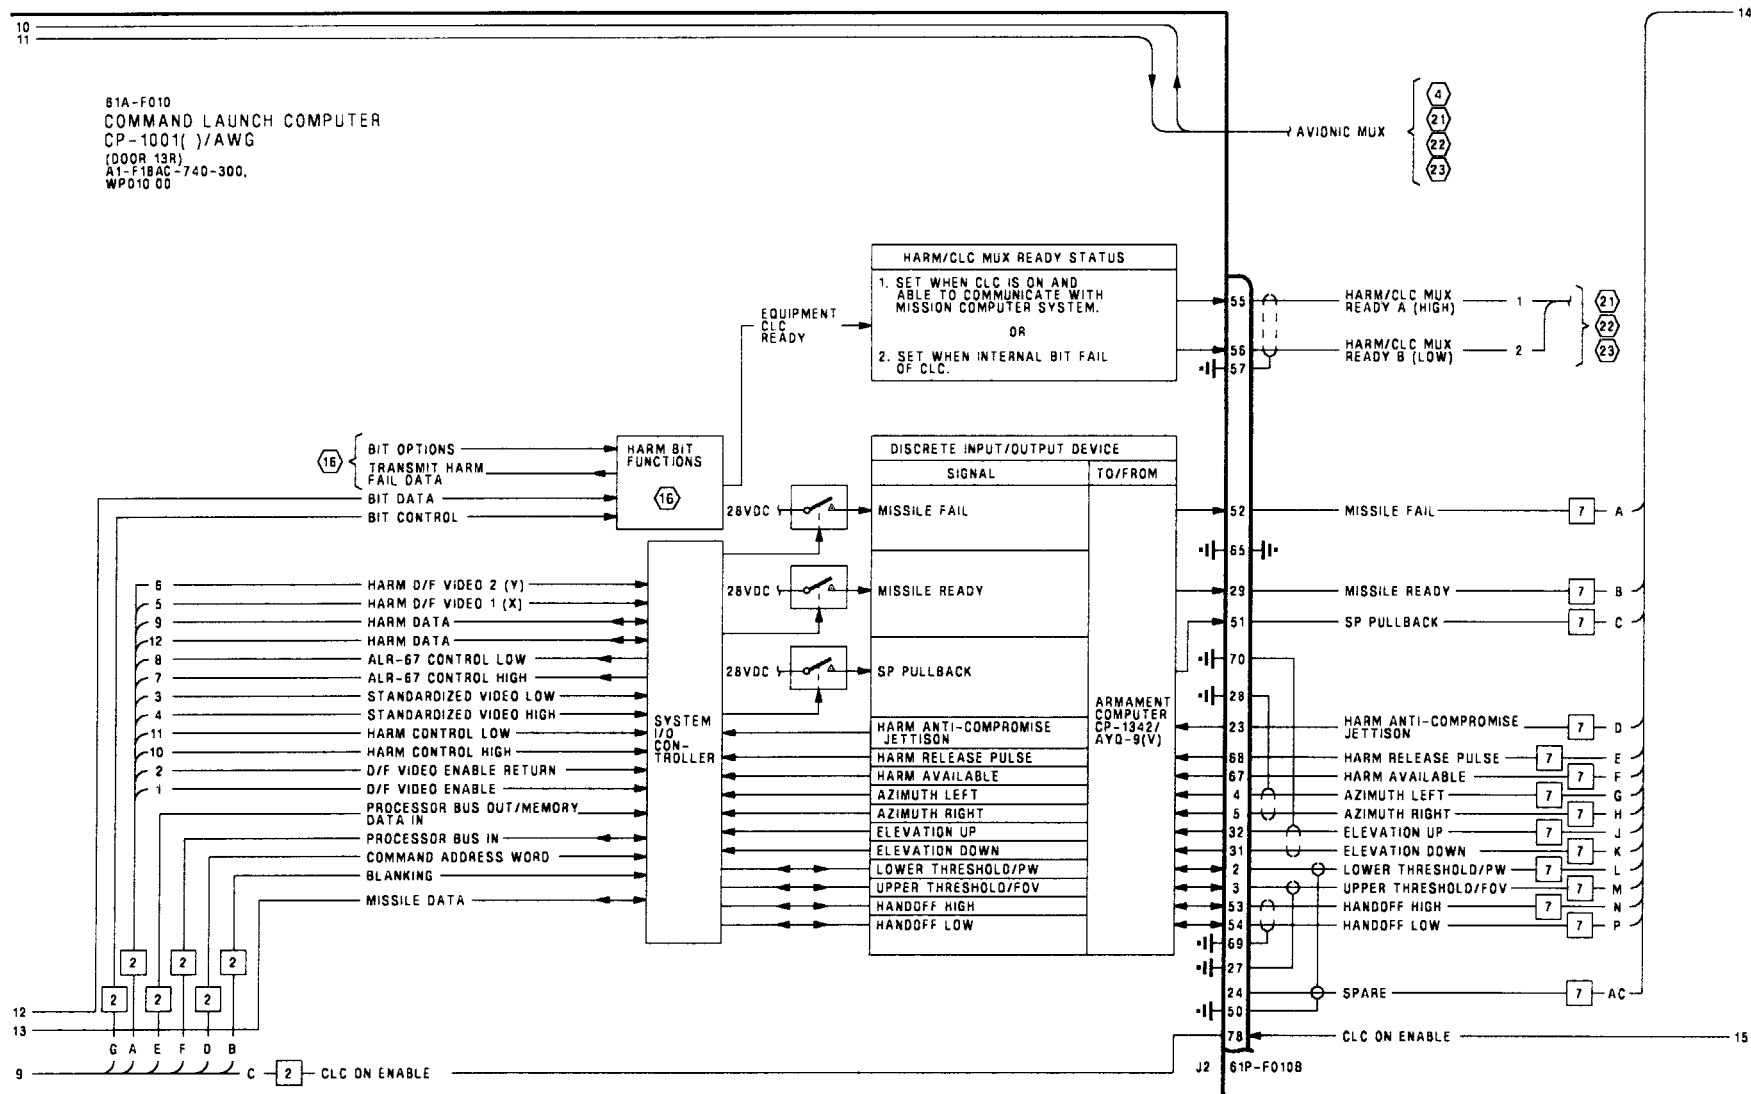 10
11
14
61A-F010
COMMAND LAUNCH COMPUTER
CP-1001( )/AWG
(DOOR 13R)
A1-F18AC-740-300,
WP010 00
AVIONIC MUX
4
21
22
23
HARM/CLC MUX READY STATUS
1. SET WHEN CLC IS ON AND
ABLE TO COMMUNICATE WITH
MISSION COMPUTER SYSTEM.
OR
2. SET WHEN INTERNAL BIT FAIL
OF CLC.
EQUIPMENT
CLC
READY
55
HARM/CLC MUX
READY A (HIGH)
1
56
HARM/CLC MUX
READY B (LOW)
2
57
21
22
23
16
BIT OPTIONS
TRANSMIT HARM
FAIL DATA
BIT DATA
BIT CONTROL
HARM BIT
FUNCTIONS
16
DISCRETE INPUT/OUTPUT DEVICE
SIGNAL
TO/FROM
28VDC
MISSILE FAIL
52
MISSILE FAIL
7
A
65
28VDC
MISSILE READY
29
MISSILE READY
7
B
51
SP PULLBACK
7
C
28VDC
SP PULLBACK
70
28
ARMAMENT
COMPUTER
CP-1342/
AYQ-9(V)
SYSTEM
I/O
CON-
TROLLER
6
HARM D/F VIDEO 2 (Y)
5
HARM D/F VIDEO 1 (X)
9
HARM DATA
12
HARM DATA
8
ALR-67 CONTROL LOW
7
ALR-67 CONTROL HIGH
3
STANDARDIZED VIDEO LOW
4
STANDARDIZED VIDEO HIGH
11
HARM CONTROL LOW
10
HARM CONTROL HIGH
2
D/F VIDEO ENABLE RETURN
1
D/F VIDEO ENABLE
PROCESSOR BUS OUT/MEMORY
DATA IN
PROCESSOR BUS IN
COMMAND ADDRESS WORD
BLANKING
MISSILE DATA
HARM ANTI-COMPROMISE
JETTISON
23
HARM ANTI-COMPROMISE
JETTISON
7
D
HARM RELEASE PULSE
68
HARM RELEASE PULSE
7
E
HARM AVAILABLE
67
HARM AVAILABLE
7
F
AZIMUTH LEFT
4
AZIMUTH LEFT
7
G
AZIMUTH RIGHT
5
AZIMUTH RIGHT
7
H
ELEVATION UP
32
ELEVATION UP
7
J
ELEVATION DOWN
31
ELEVATION DOWN
7
K
LOWER THRESHOLD/PW
2
LOWER THRESHOLD/PW
7
L
UPPER THRESHOLD/FOV
3
UPPER THRESHOLD/FOV
7
M
HANDOFF HIGH
53
HANDOFF HIGH
7
N
HANDOFF LOW
54
HANDOFF LOW
7
P
69
27
24
SPARE
7
AC
50
78
CLC ON ENABLE
15
2
2
2
2
2
2
12
13
G A E F D B
9
C
2
CLC ON ENABLE
J2
61P-F010B